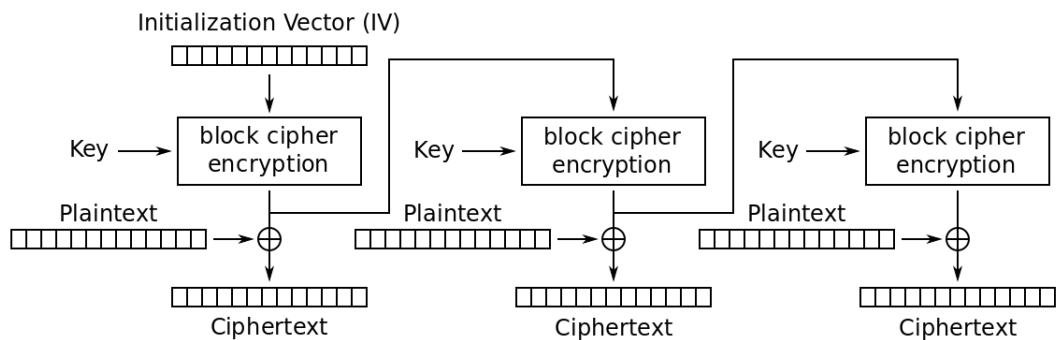 Initialization Vector (IV)
Key
block cipher
encryption
Key
block cipher
encryption
Key
block cipher
encryption
Plaintext
Plaintext
Plaintext
Ciphertext
Ciphertext
Ciphertext